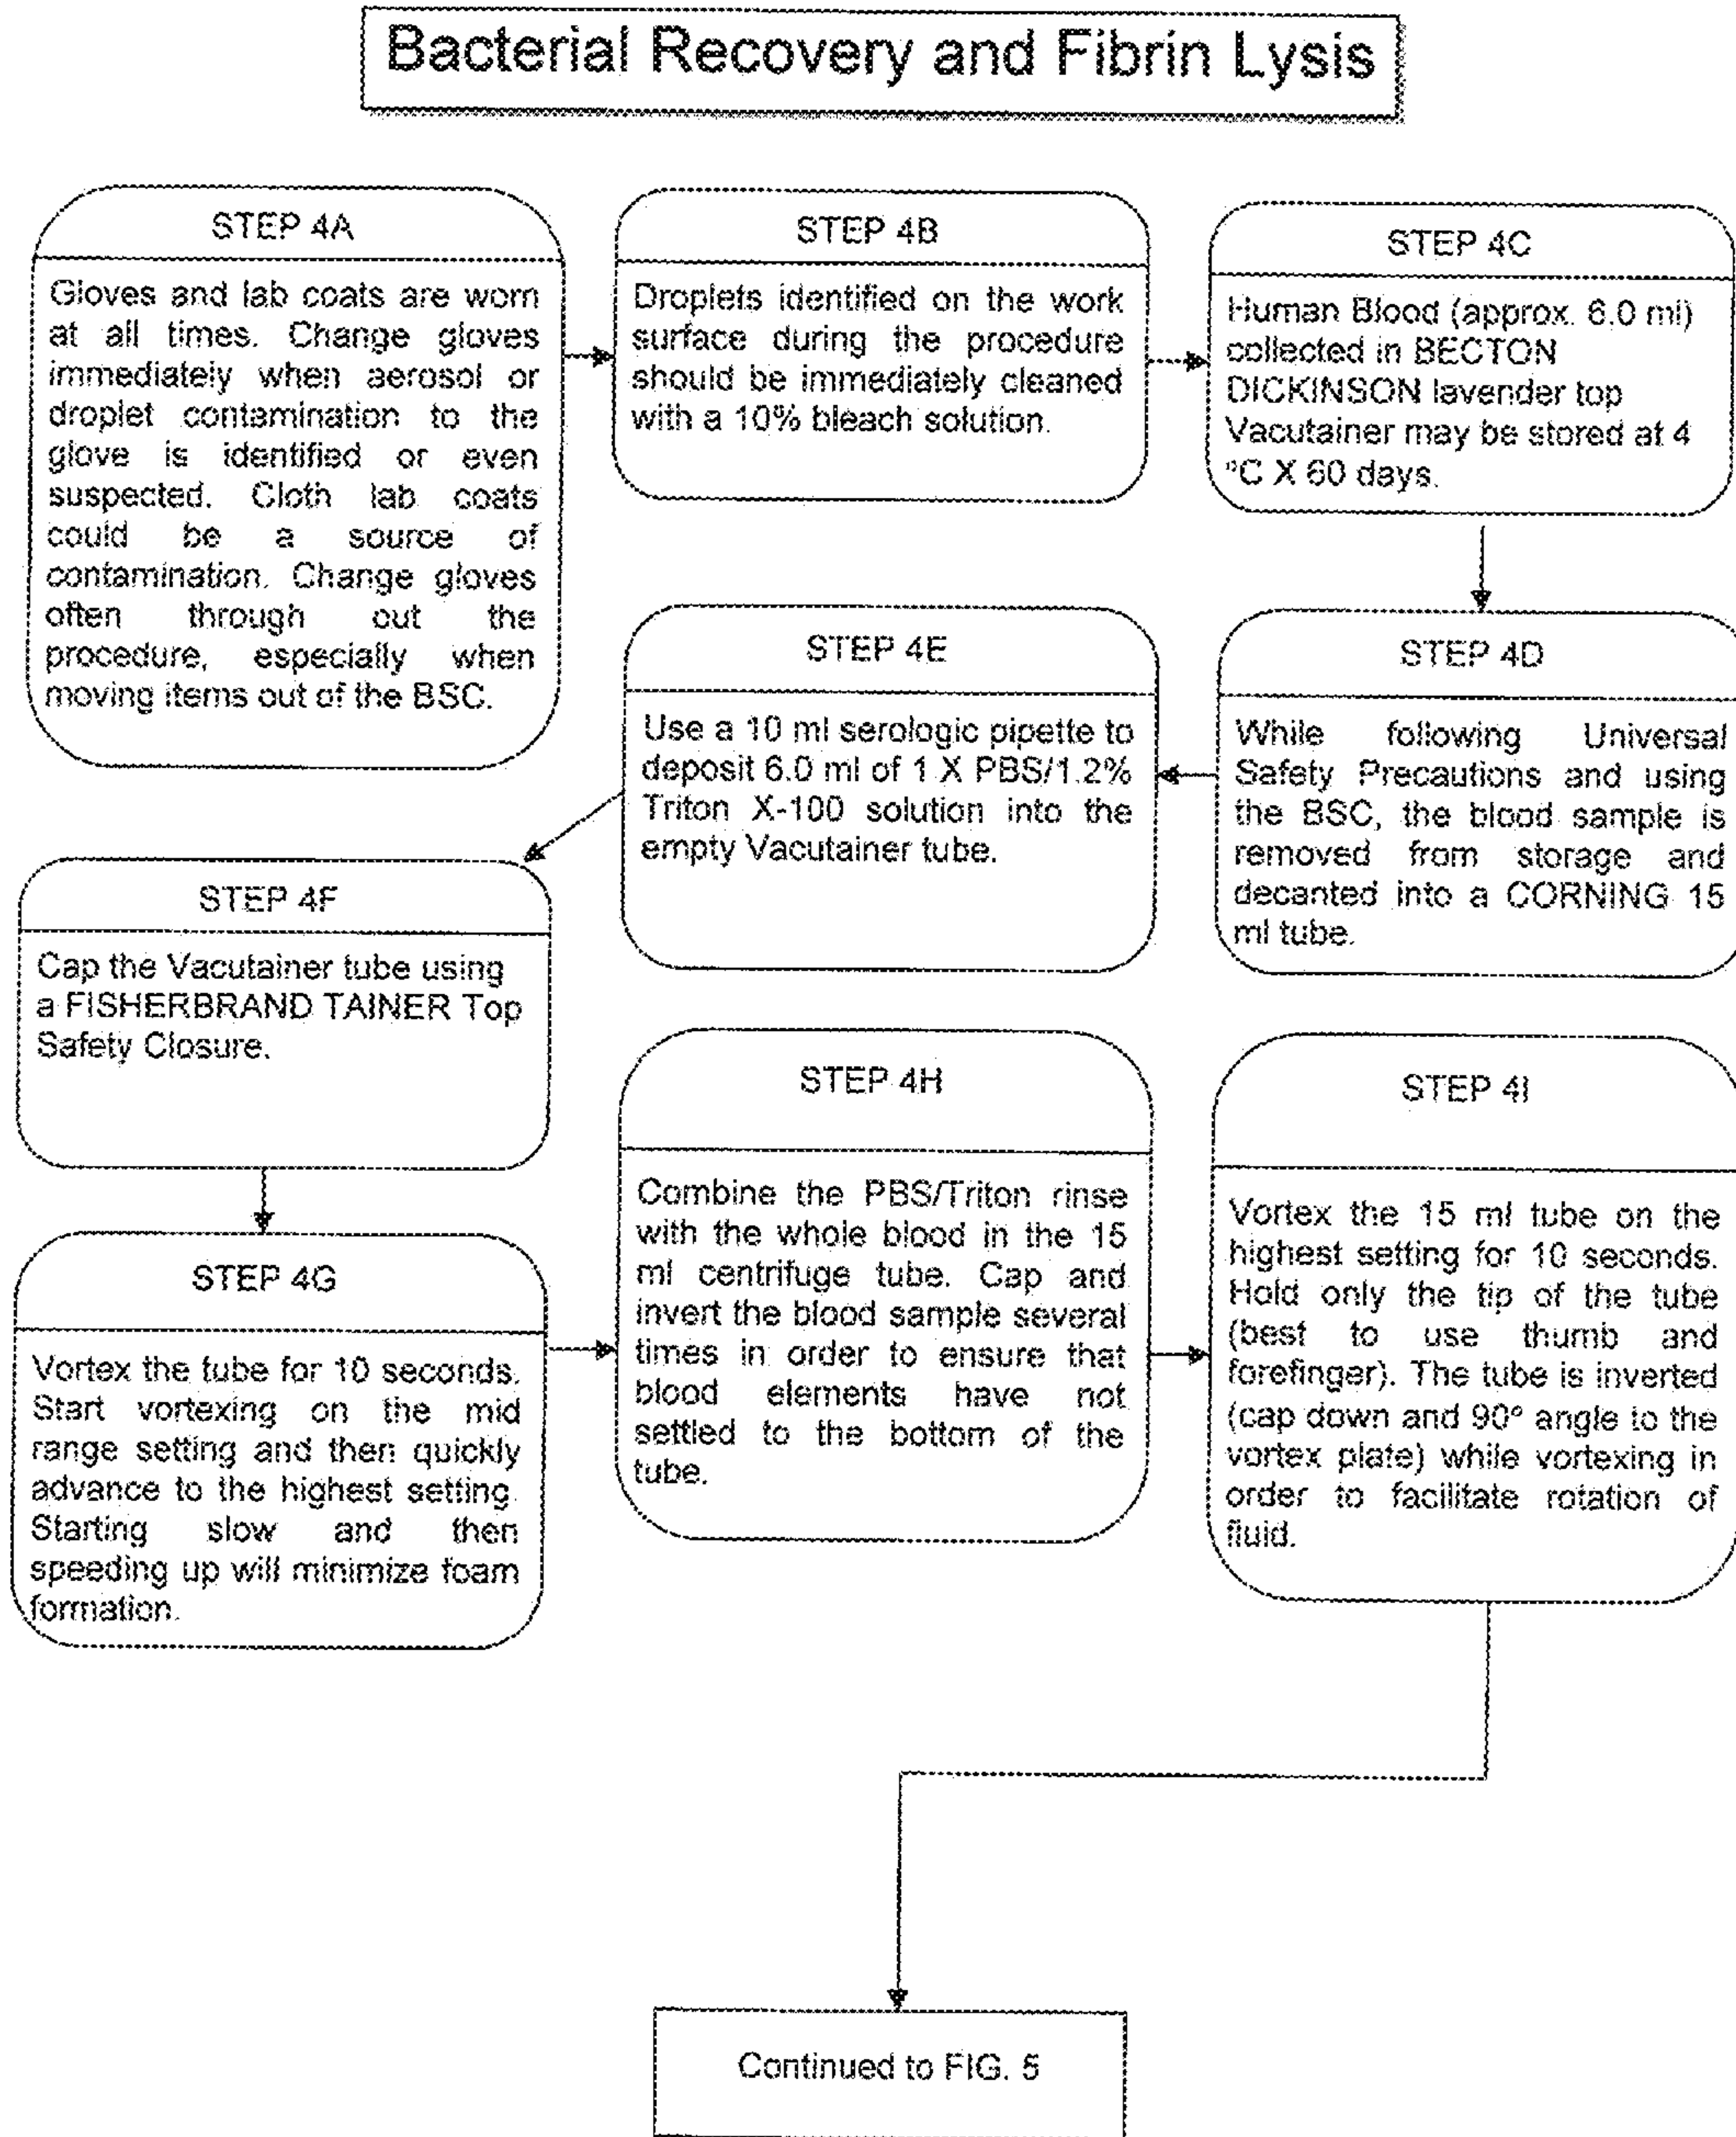 Bacterial Recovery and Fibrin Lysis
STEP 4A
Gloves and lab coats are worn
at all times. Change gloves
immediately when aerosol or
droplet contamination to the
glove is identified or even
suspected. Cloth lab coats
could be a source of
contamination. Change gloves
often through out the
procedure, especially when
moving items out of the BSC.
STEP 4B
Droplets identified on the work
surface during the procedure
should be immediately cleaned
with a 10% bleach solution.
STEP 4C
Human Blood (approx. 6.0 ml)
collected in BECTON
DICKINSON lavender top
Vacutainer may be stored at 4
°C X 60 days.
STEP 4D
While following Universal
Safety Precautions and using
the BSC, the blood sample is
removed from storage and
decanted into a CORNING 15
ml tube.
STEP 4E
Use a 10 ml serologic pipette to
deposit 6.0 ml of 1 X PBS/1.2%
Triton X-100 solution into the
empty Vacutainer tube.
STEP 4F
Cap the Vacutainer tube using
a FISHERBRAND TAINER Top
Safety Closure.
STEP 4G
Vortex the tube for 10 seconds.
Start vortexing on the mid
range setting and then quickly
advance to the highest setting.
Starting slow and then
speeding up will minimize foam
formation.
STEP 4H
Combine the PBS/Triton rinse
with the whole blood in the 15
ml centrifuge tube. Cap and
invert the blood sample several
times in order to ensure that
blood elements have not
settled to the bottom of the
tube.
STEP 4I
Vortex the 15 ml tube on the
highest setting for 10 seconds.
Hold only the tip of the tube
(best to use thumb and
forefinger). The tube is inverted
(cap down and 90° angle to the
vortex plate) while vortexing in
order to facilitate rotation of
fluid.
Continued to FIG. 5